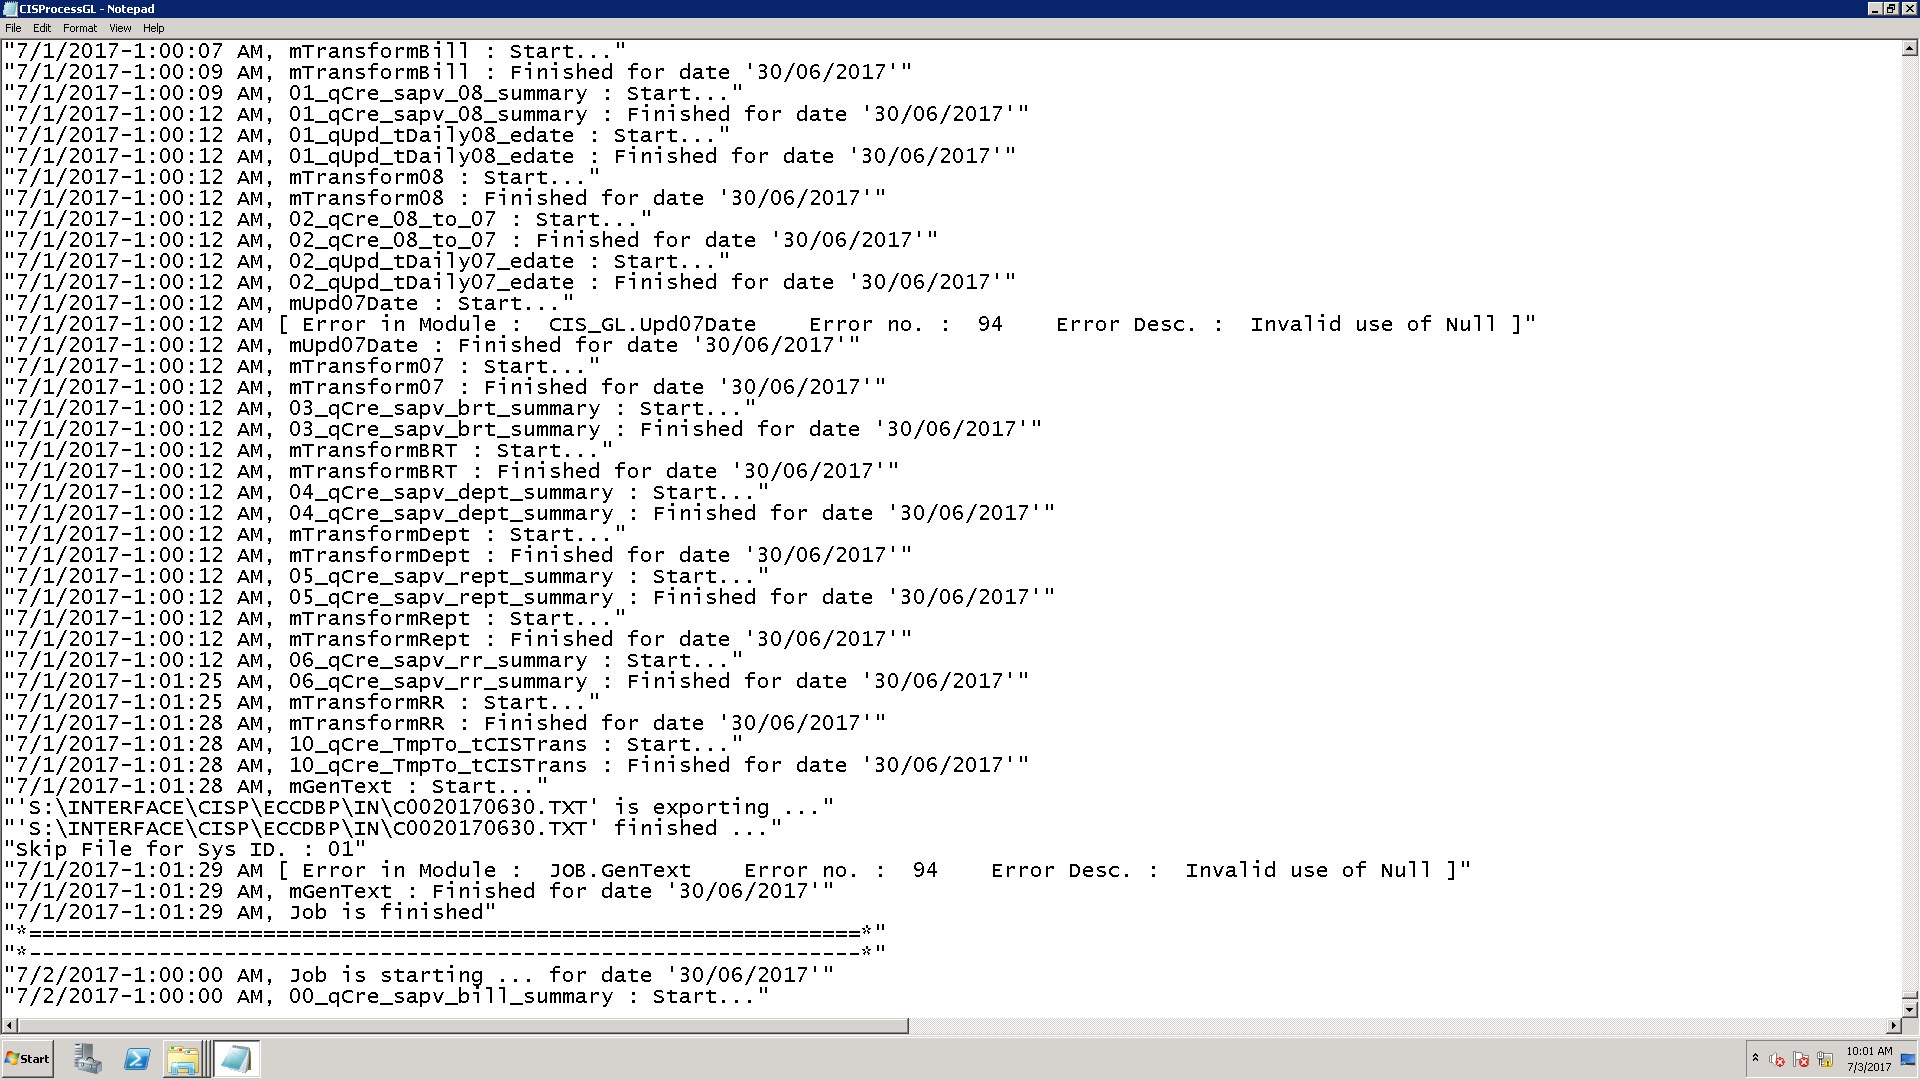 CISProcessGL - Notepad
File Edit Format View Help
"7/1/2017-1:00:07 AM, mTransformBill : Start..."
"7/1/2017-1:00:09 AM, mTransformBill : Finished for date '30/06/2017'"
"7/1/2017-1:00:09 AM, 01_qCre_sapv_08_summary : Start..."
"7/1/2017-1:00:12 AM, 01_qCre_sapv_08_summary : Finished for date '30/06/2017'"
"7/1/2017-1:00:12 AM, 01_qUpd_tDaily08_edate : Start..."
"7/1/2017-1:00:12 AM, 01_qUpd_tDaily08_edate : Finished for date '30/06/2017'"
"7/1/2017-1:00:12 AM, mTransform08 : Start..."
"7/1/2017-1:00:12 AM, mTransform08 : Finished for date '30/06/2017'"
"7/1/2017-1:00:12 AM, 02_qCre_08_to_07 : Start..."
"7/1/2017-1:00:12 AM, 02_qCre_08_to_07 : Finished for date '30/06/2017'"
"7/1/2017-1:00:12 AM, 02_qUpd_tDaily07_edate : Start..."
"7/1/2017-1:00:12 AM, 02_qUpd_tDaily07_edate : Finished for date '30/06/2017'"
"7/1/2017-1:00:12 AM, mUpd07Date : Start..."
"7/1/2017-1:00:12 AM [ Error in Module :  CIS_GL.Upd07Date    Error no. :  94    Error Desc. :  Invalid use of Null ]"
"7/1/2017-1:00:12 AM, mUpd07Date : Finished for date '30/06/2017'"
"7/1/2017-1:00:12 AM, mTransform07 : Start..."
"7/1/2017-1:00:12 AM, mTransform07 : Finished for date '30/06/2017'"
"7/1/2017-1:00:12 AM, 03_qCre_sapv_brt_summary : Start..."
"7/1/2017-1:00:12 AM, 03_qCre_sapv_brt_summary : Finished for date '30/06/2017'"
"7/1/2017-1:00:12 AM, mTransformBRT : Start..."
"7/1/2017-1:00:12 AM, mTransformBRT : Finished for date '30/06/2017'"
"7/1/2017-1:00:12 AM, 04_qCre_sapv_dept_summary : Start..."
"7/1/2017-1:00:12 AM, 04_qCre_sapv_dept_summary : Finished for date '30/06/2017'"
"7/1/2017-1:00:12 AM, mTransformDept : Start..."
"7/1/2017-1:00:12 AM, mTransformDept : Finished for date '30/06/2017'"
"7/1/2017-1:00:12 AM, 05_qCre_sapv_rept_summary : Start..."
"7/1/2017-1:00:12 AM, 05_qCre_sapv_rept_summary : Finished for date '30/06/2017'"
"7/1/2017-1:00:12 AM, mTransformRept : Start..."
"7/1/2017-1:00:12 AM, mTransformRept : Finished for date '30/06/2017'"
"7/1/2017-1:00:12 AM, 06_qCre_sapv_rr_summary : Start..."
"7/1/2017-1:01:25 AM, 06_qCre_sapv_rr_summary : Finished for date '30/06/2017'"
"7/1/2017-1:01:25 AM, mTransformRR : Start..."
"7/1/2017-1:01:28 AM, mTransformRR : Finished for date '30/06/2017'"
"7/1/2017-1:01:28 AM, 10_qCre_TmpTo_tCISTrans : Start..."
"7/1/2017-1:01:28 AM, 10_qCre_TmpTo_tCISTrans : Finished for date '30/06/2017'"
"7/1/2017-1:01:28 AM, mGenText : Start..."
"'S:\INTERFACE\CISP\ECCDBP\IN\C0020170630.TXT' is exporting ..."
"'S:\INTERFACE\CISP\ECCDBP\IN\C0020170630.TXT' finished ..."
"Skip File for Sys ID. : 01"
"7/1/2017-1:01:29 AM [ Error in Module :  JOB.GenText    Error no. :  94    Error Desc. :  Invalid use of Null ]"
"7/1/2017-1:01:29 AM, mGenText : Finished for date '30/06/2017'"
"7/1/2017-1:01:29 AM, Job is finished"
"*================================================================*"
"*----------------------------------------------------------------*"
"7/2/2017-1:00:00 AM, Job is starting ... for date '30/06/2017'"
"7/2/2017-1:00:00 AM, 00_qCre_sapv_bill_summary : Start..."
Start
10:01 AM
7/3/2017